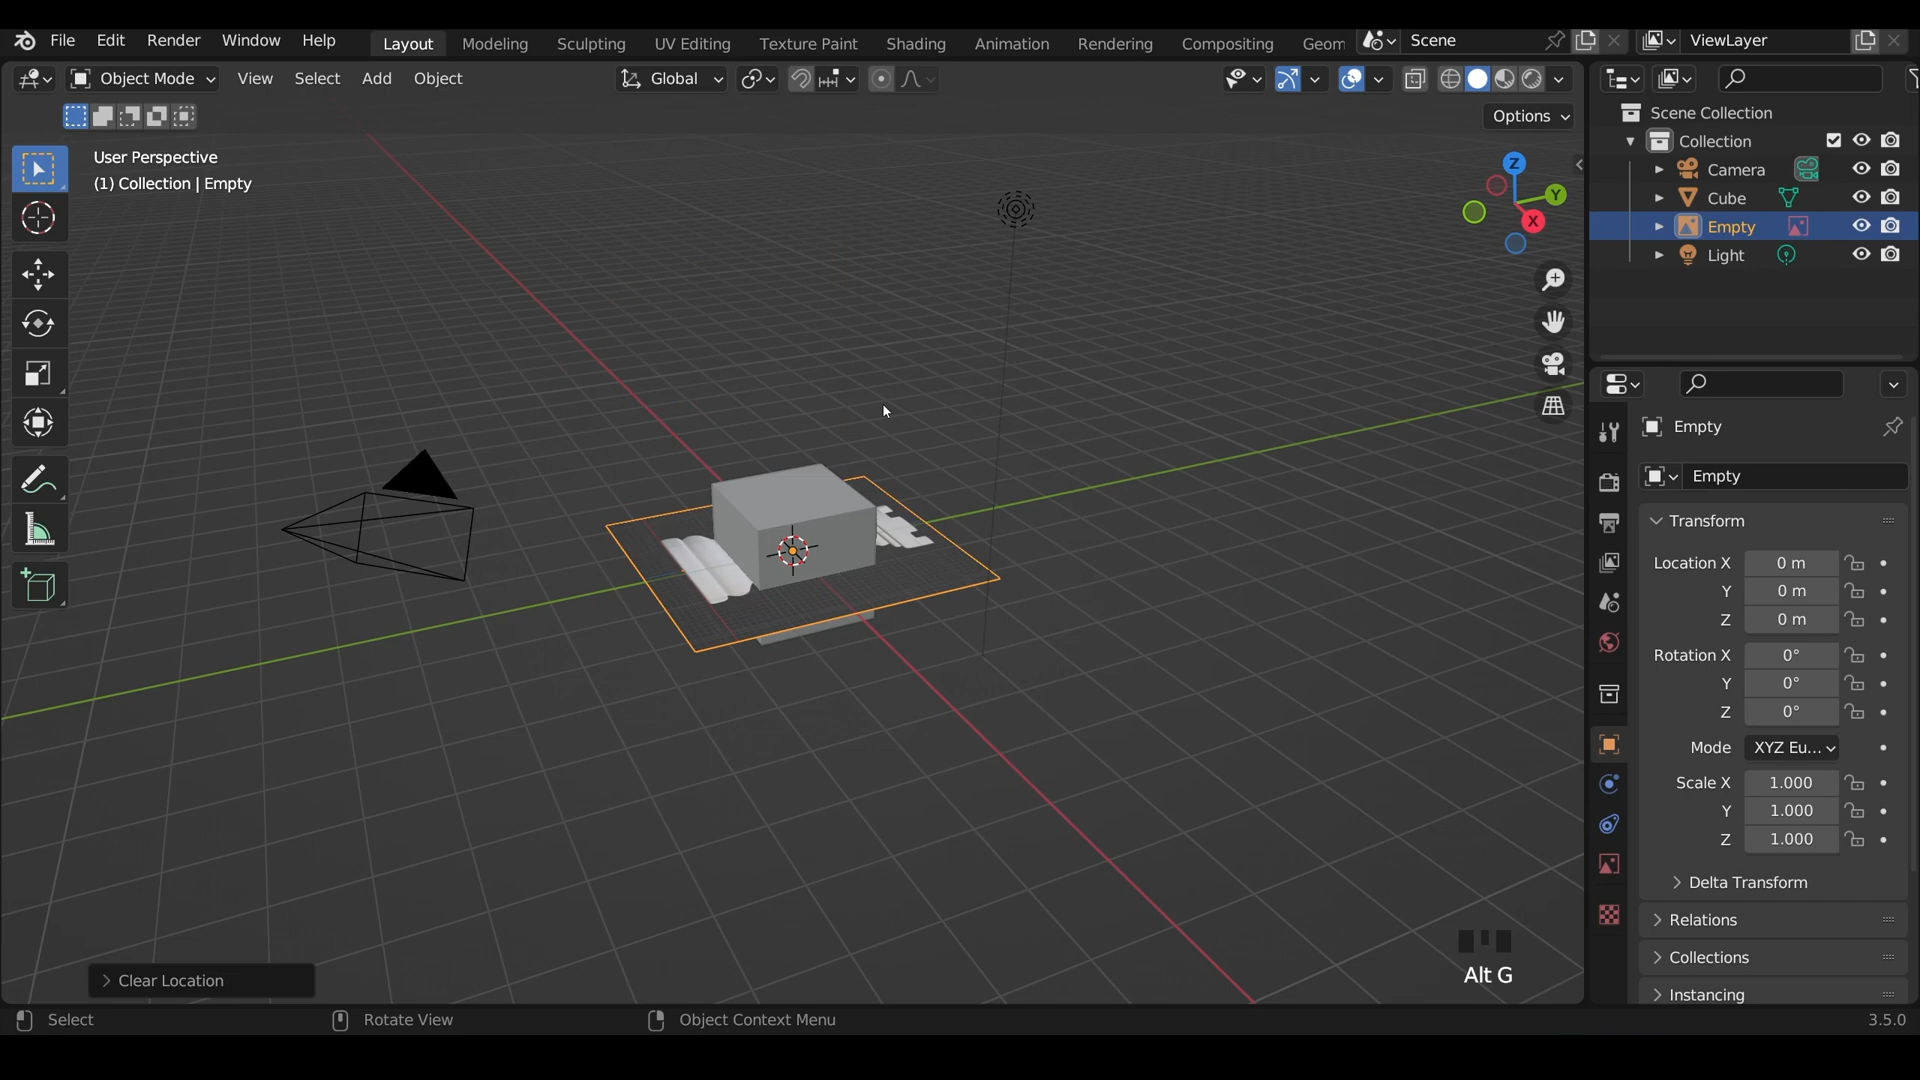 File Edit Render Window Help Layout Modeling Sculpting UV Editing Texture Paint Shading Animation Rendering Compositing Geom Scene ViewLayer
Object Mode View Select Add Object Global
Options
User Perspective
(1) Collection | Empty
Z
Y
X
Scene Collection
Collection
Camera
Cube
Empty
Light
Empty
Empty
Transform
Location X 0 m
Y 0 m
Z 0 m
Rotation X 0°
Y 0°
Z 0°
Mode XYZ Eu...
Scale X 1.000
Y 1.000
Z 1.000
Delta Transform
Relations
Collections
Instancing
Alt G
Clear Location
Select Rotate View Object Context Menu 3.5.0